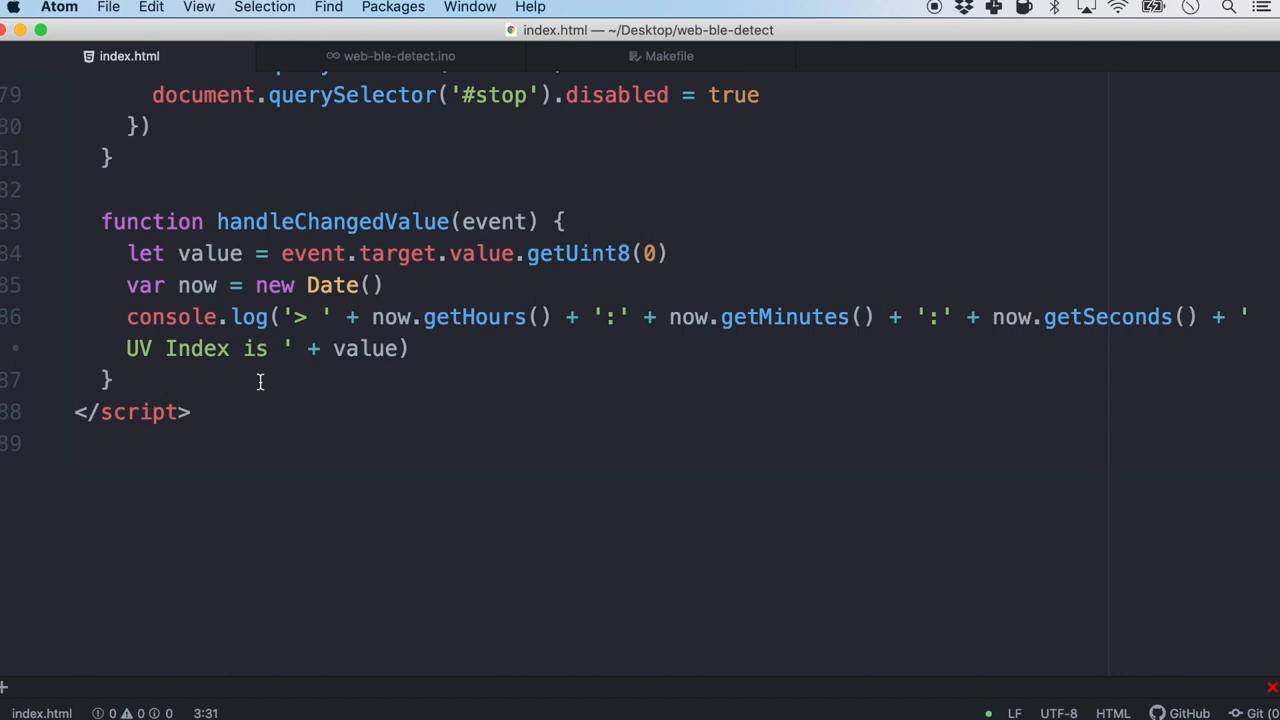 Atom File Edit View Selection Find Packages Window Help
index.html — ~/Desktop/web-ble-detect
index.html web-ble-detect.ino Makefile
79 document.querySelector('#stop').disabled = true
80 })
81 }
82
83 function handleChangedValue(event) {
84 let value = event.target.value.getUint8(0)
85 var now = new Date()
86 console.log('> ' + now.getHours() + ':' + now.getMinutes() + ':' + now.getSeconds() + '
• UV Index is ' + value)
87 }
88 </script>
89
index.html 0 0 0 3:31 LF UTF-8 HTML GitHub Git (0